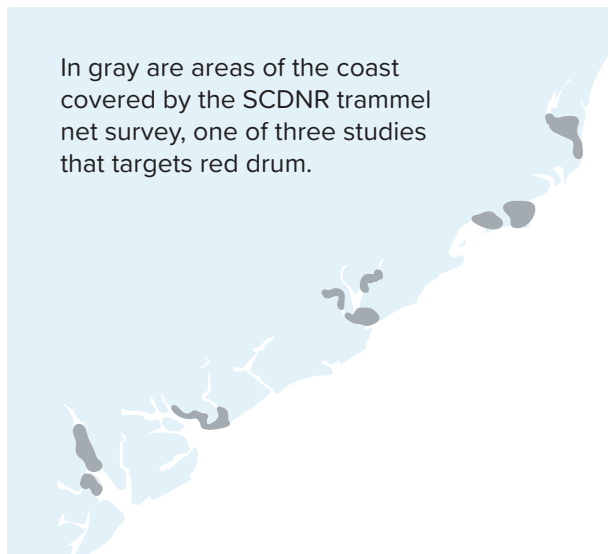 In gray are areas of the coast
covered by the SCDNR trammel
net survey, one of three studies
that targets red drum.